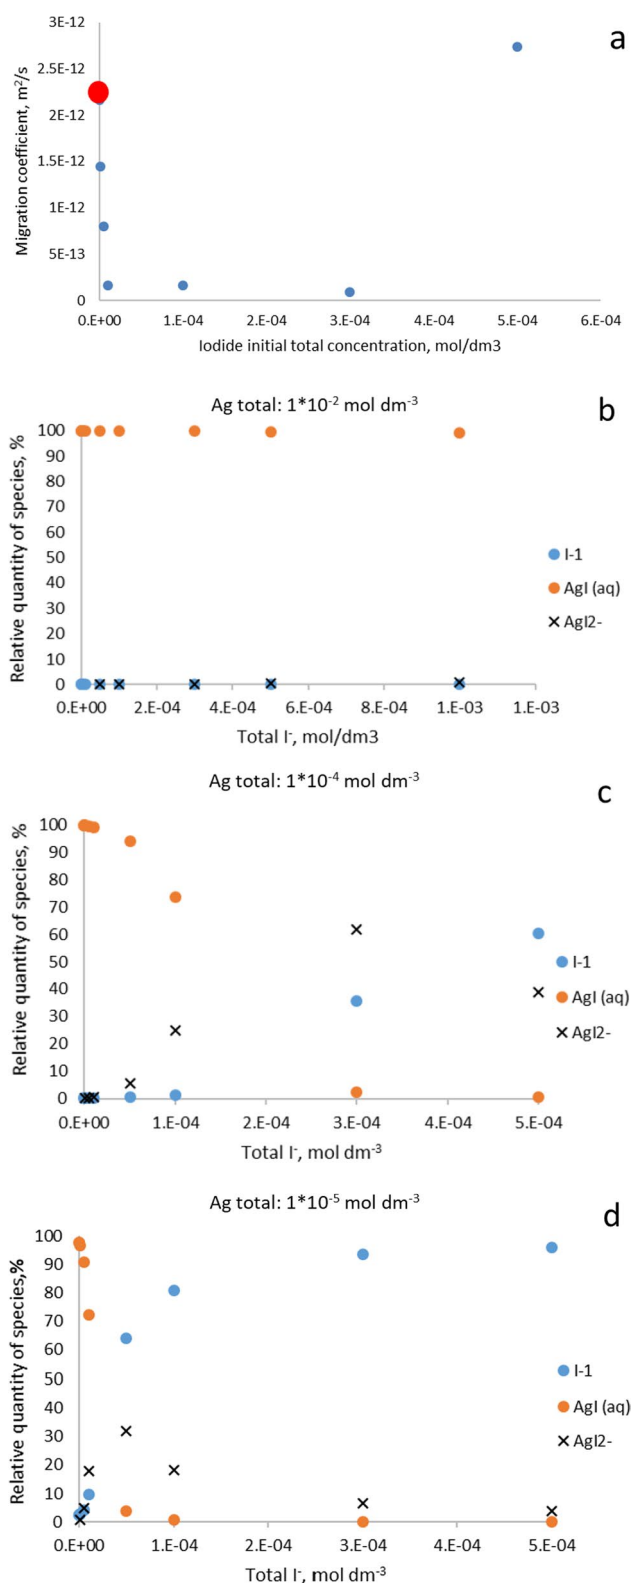 a
3E-12
2.5E-12
2E-12
1.5E-12
1E-12
5E-13
0
Migration coefficient, m²/s
0.E+00 1.E-04 2.E-04 3.E-04 4.E-04 5.E-04 6.E-04
Iodide initial total concentration, mol/dm3
Ag total: 1*10⁻² mol dm⁻³
b
100
90
80
70
60
50
40
30
20
10
0
Relative quantity of species, %
I-1
AgI (aq)
AgI2-
0.E+00 2.E-04 4.E-04 6.E-04 8.E-04 1.E-03 1.E-03
Total I⁻, mol/dm3
Ag total: 1*10⁻⁴ mol dm⁻³
c
100
90
80
70
60
50
40
30
20
10
0
Relative quantity of species, %
I-1
AgI (aq)
AgI2-
0.E+00 1.E-04 2.E-04 3.E-04 4.E-04 5.E-04
Total I⁻, mol dm⁻³
Ag total: 1*10⁻⁵ mol dm⁻³
d
100
90
80
70
60
50
40
30
20
10
0
Relative quantity of species,%
I-1
AgI (aq)
AgI2-
0.E+00 1.E-04 2.E-04 3.E-04 4.E-04 5.E-04
Total I⁻, mol dm⁻³